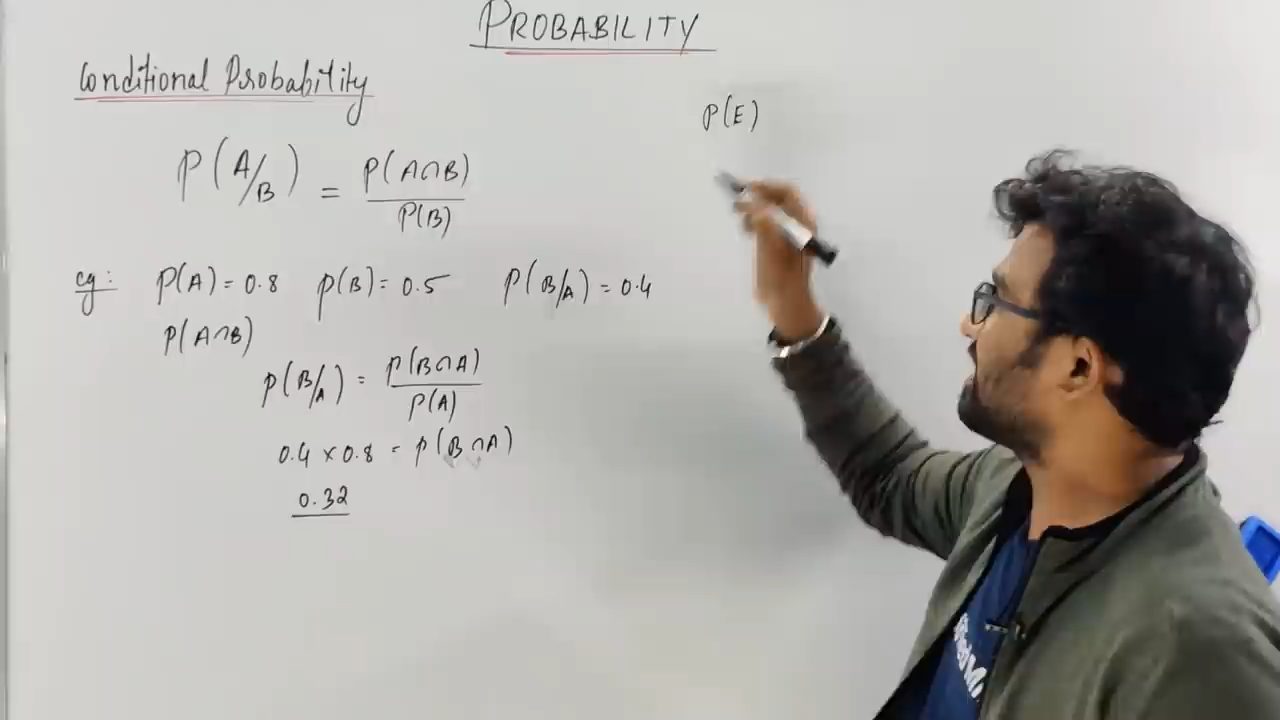 PROBABILITY
Conditional Probability
P(E)
P(A/B) = P(A∩B)/P(B)
eg: P(A) = 0.8 P(B) = 0.5 P(B/A) = 0.4
P(A∩B)
P(B/A) = P(B∩A)/P(A)
0.4 × 0.8 = P(B∩A)
0.32